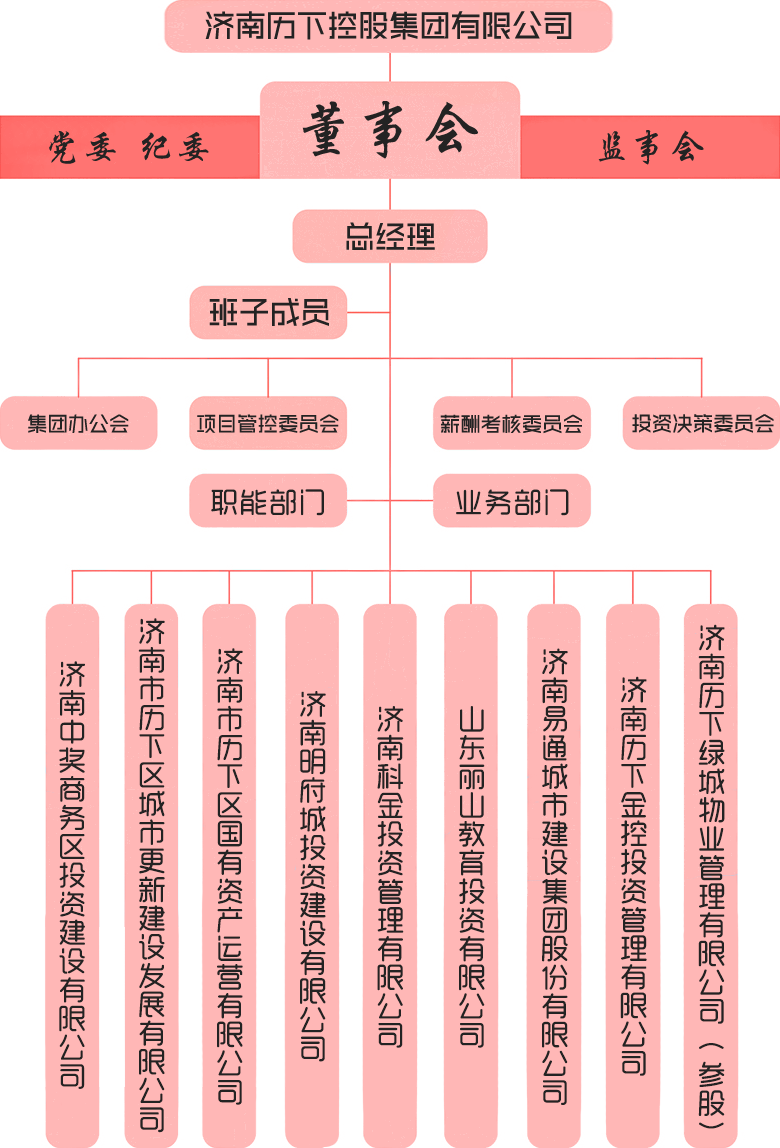 济南历下控股集团有限公司
党委 纪委
董事会
监事会
总经理
班子成员
集团办公会
项目管控委员会
薪酬考核委员会
投资决策委员会
职能部门
业务部门
济南中奖商务区投资建设有限公司
济南市历下区城市更新建设发展有限公司
济南市历下区国有资产运营有限公司
济南明府城投资建设有限公司
济南科金投资管理有限公司
山东丽山教育投资有限公司
济南易通城市建设集团股份有限公司
济南历下金控投资管理有限公司
济南历下绿城物业管理有限公司（参股）